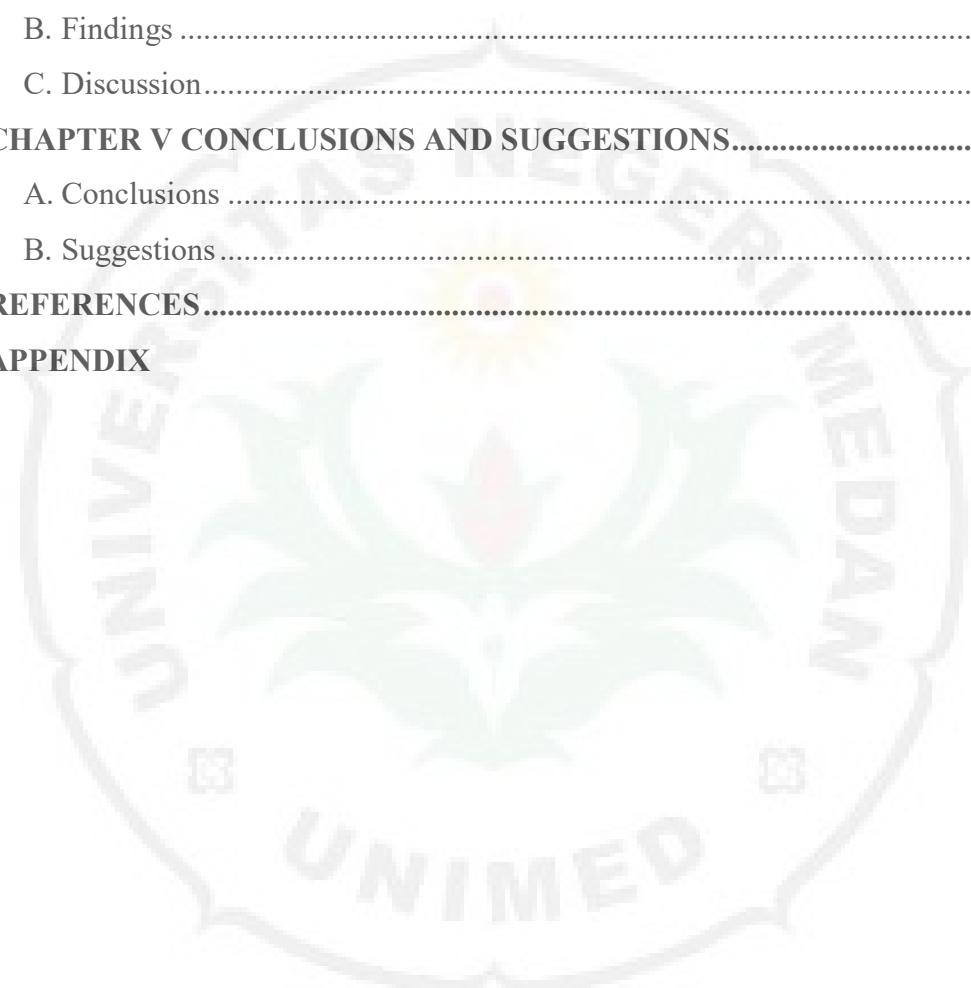 B. Findings ....................................................................................................
C. Discussion.................................................................................................
CHAPTER V CONCLUSIONS AND SUGGESTIONS..............................
A. Conclusions ..............................................................................................
B. Suggestions ...............................................................................................
REFERENCES..................................................................................................
APPENDIX
UNIVERSITAS NEGERI MEDAN
UNIMED